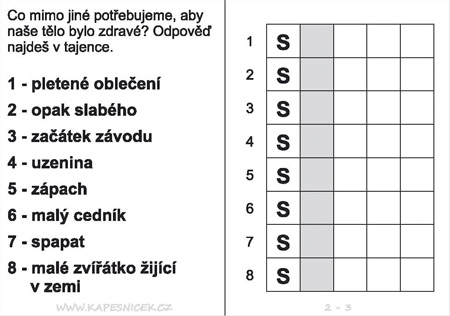 Co mimo jiné potřebujeme, aby
naše tělo bylo zdravé? Odpověď
najdeš v tajence.
1 - pletené oblečení
2 - opak slabého
3 - začátek závodu
4 - uzenina
5 - zápach
6 - malý cedník
7 - spapat
8 - malé zvířátko žijící
v zemi
WWW.KAPESNICEK.CZ
1 S
2 S
3 S
4 S
5 S
6 S
7 S
8 S
2 - 3